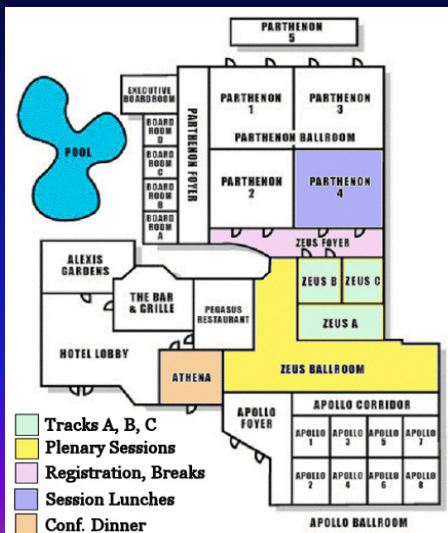 PARTHENON
5
EXECUTIVE
BOARDROOM
PARTHENON
1
PARTHENON
3
PARTHENON FOYER
BOARD
ROOM
D
PARTHENON BALLROOM
POOL
BOARD
ROOM
C
BOARD
ROOM
B
PARTHENON
2
PARTHENON
4
BOARD
ROOM
A
ZEUS FOYER
ALEXIS
GARDENS
ZEUS B
ZEUS C
THE BAR
& GRILLE
PEGASUS
RESTAURANT
ZEUS A
HOTEL LOBBY
ATHENA
ZEUS BALLROOM
APOLLO
FOYER
APOLLO CORRIDOR
APOLLO
1
APOLLO
3
APOLLO
5
APOLLO
7
APOLLO
2
APOLLO
4
APOLLO
6
APOLLO
8
APOLLO BALLROOM
Tracks A, B, C
Plenary Sessions
Registration, Breaks
Session Lunches
Conf. Dinner